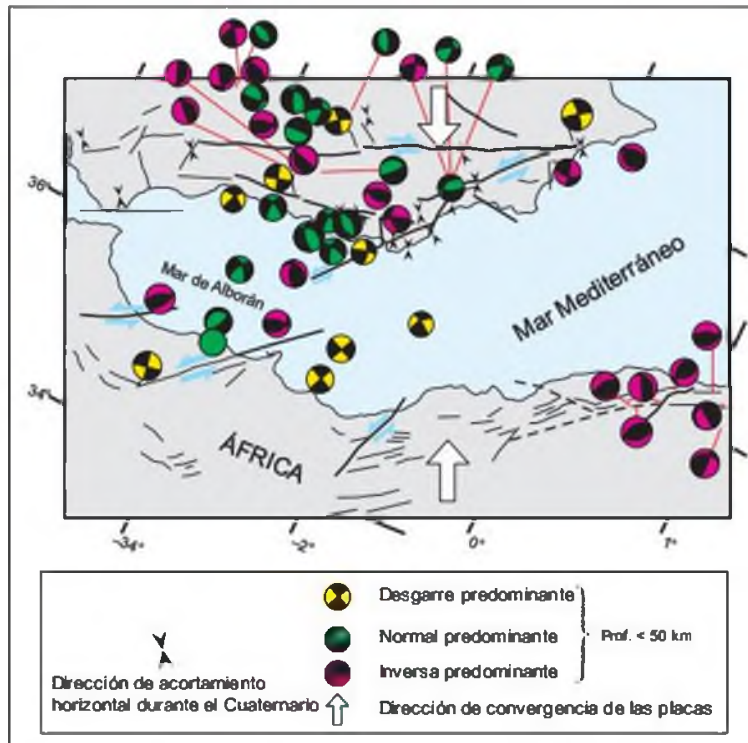 36°
34°
Mar de Alborán
Mar Mediterráneo
ÁFRICA
-34°
-2°
0°
1°
Desgarre predominante
Normal predominante
Prof. < 50 km
Inversa predominante
Dirección de acortamiento
horizontal durante el Cuaternario
Dirección de convergencia de las placas